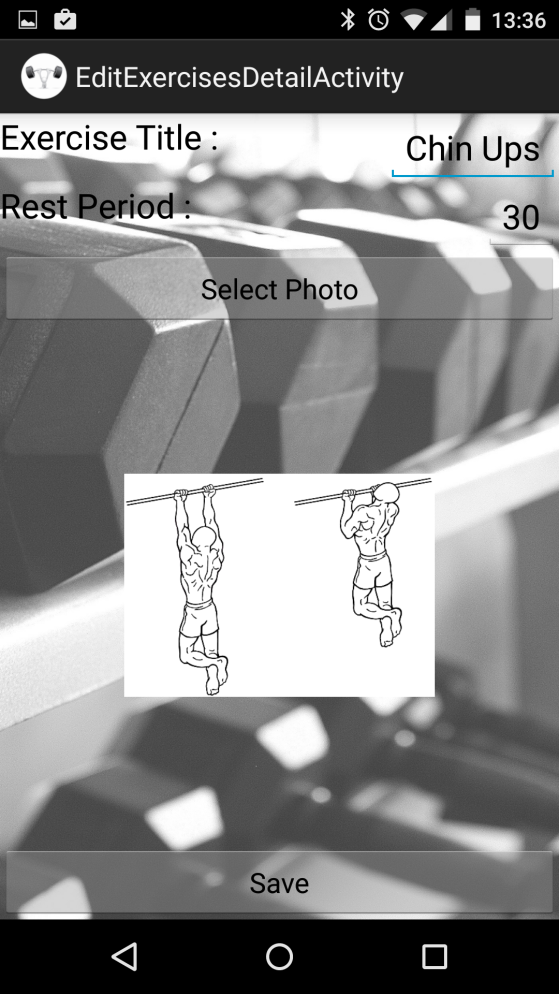 13:36
EditExercisesDetailActivity
Exercise Title :
Chin Ups
Rest Period :
30
Select Photo
Save